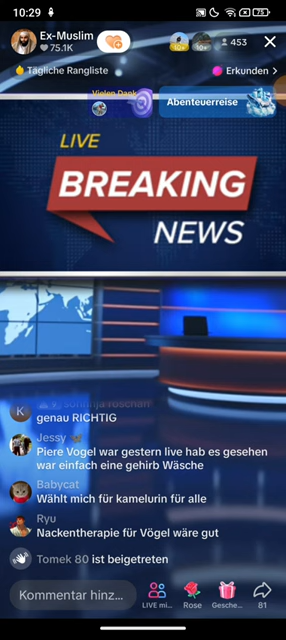 10:29
75
Ex-Muslim
75.1K
10+
10+
453
Tägliche Rangliste
Erkunden
Vielen Dank
Abenteuerreise
LIVE
BREAKING
NEWS
genau RICHTIG
Jessy
Piere Vogel war gestern live hab es gesehen
war einfach eine gehirb Wäsche
Babycat
Wählt mich für kamelurin für alle
Ryu
Nackentherapie für Vögel wäre gut
Tomek 80 ist beigetreten
Kommentar hinz...
LIVE mi...
Rose
Gesche...
81